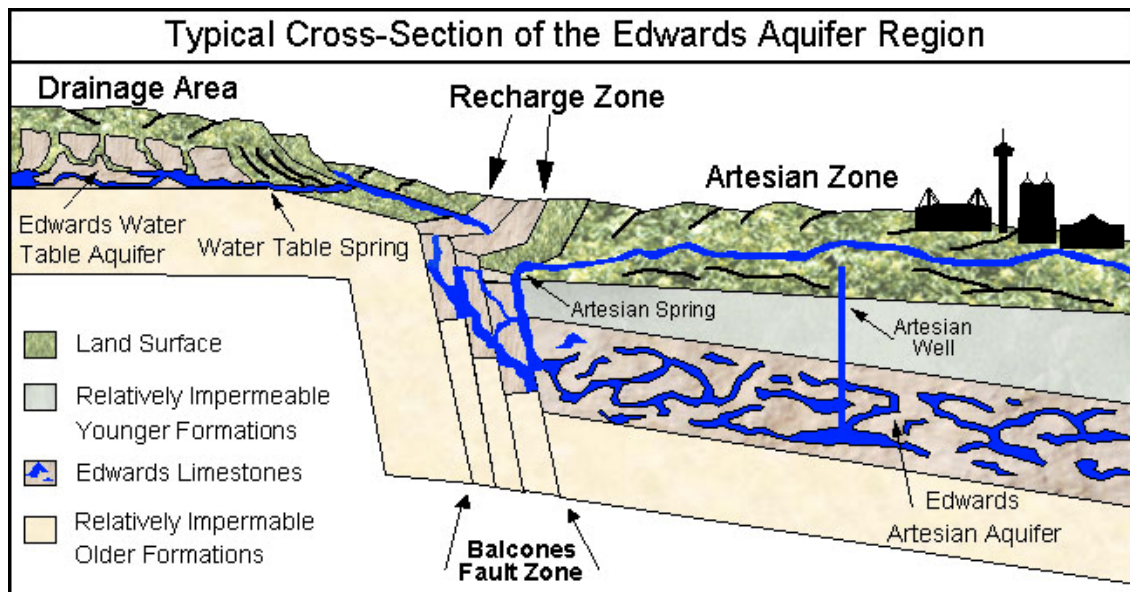 Typical Cross-Section of the Edwards Aquifer Region
Drainage Area
Recharge Zone
Artesian Zone
Edwards Water
Table Aquifer
Water Table Spring
Artesian Spring
Artesian
Well
Land Surface
Relatively Impermeable
Younger Formations
Edwards Limestones
Relatively Impermable
Older Formations
Balcones
Fault Zone
Edwards
Artesian Aquifer